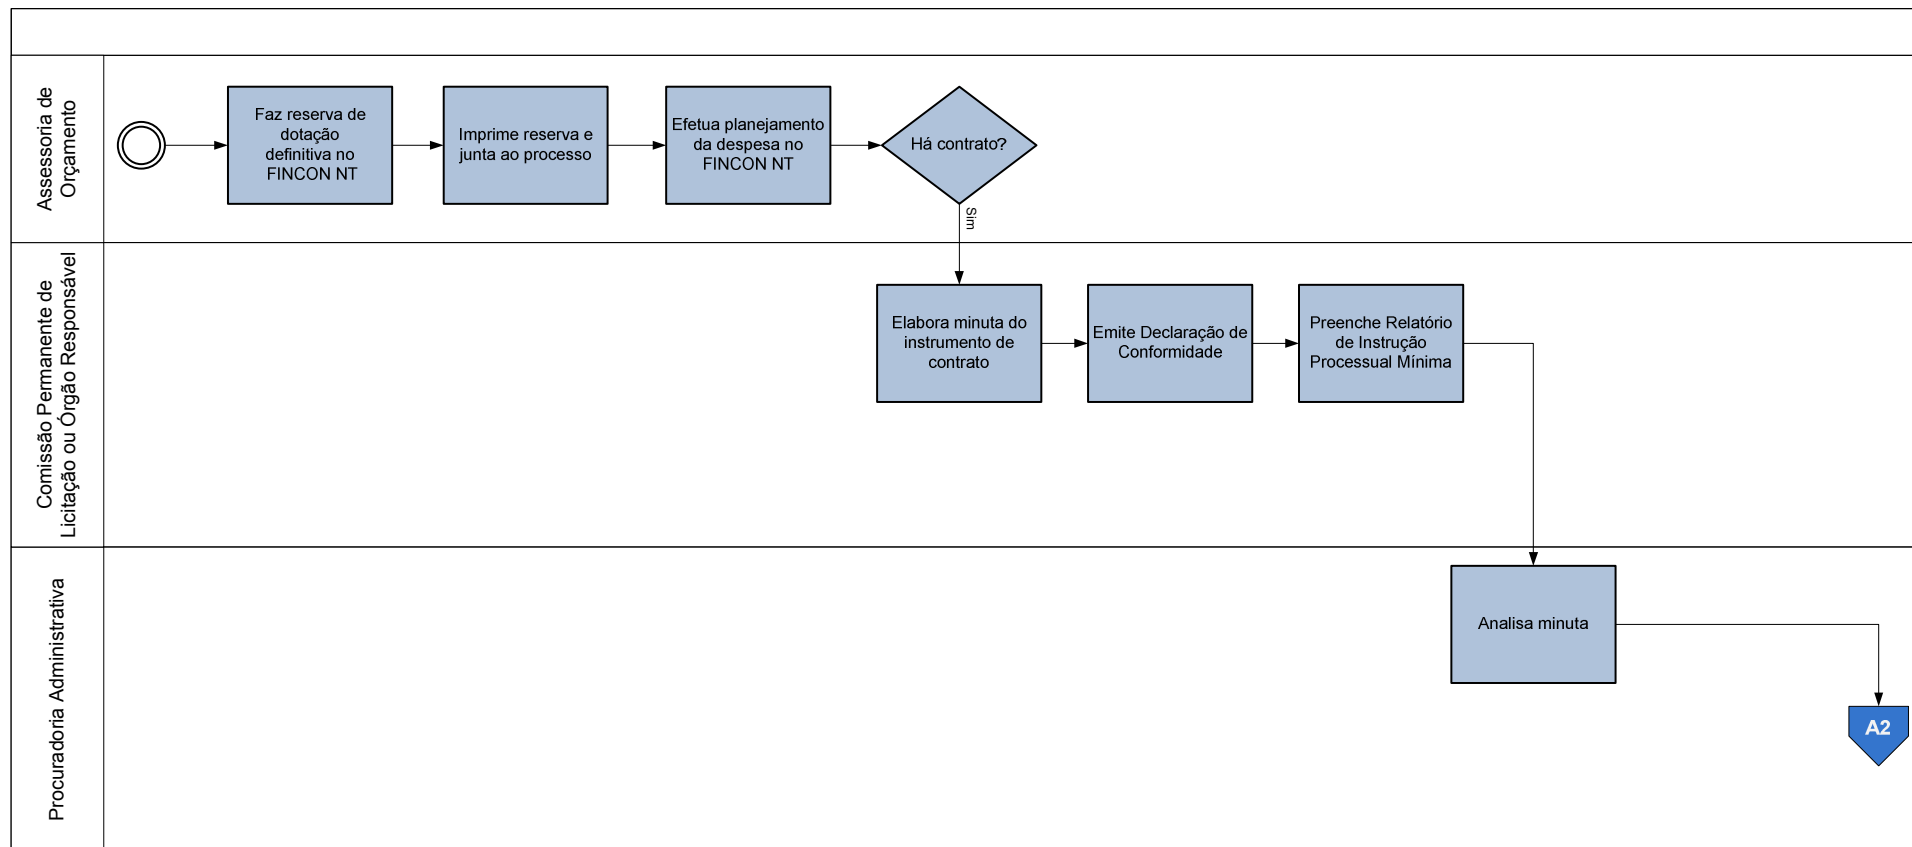 Assessoria de
Orçamento
Faz reserva de
dotação
definitiva no
FINCON NT
Imprime reserva e
junta ao processo
Efetua planejamento
da despesa no
FINCON NT
Há contrato?
Sim
Comissão Permanente de
Licitação ou Órgão Responsável
Elabora minuta do
instrumento de
contrato
Emite Declaração de
Conformidade
Preenche Relatório
de Instrução
Processual Mínima
Procuradoria Administrativa
Analisa minuta
A2